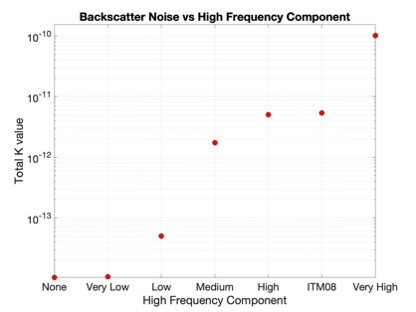 Backscatter Noise vs High Frequency Component
Total K value
10-10
10-11
10-12
10-13
None Very Low Low Medium High ITM08 Very High
High Frequency Component